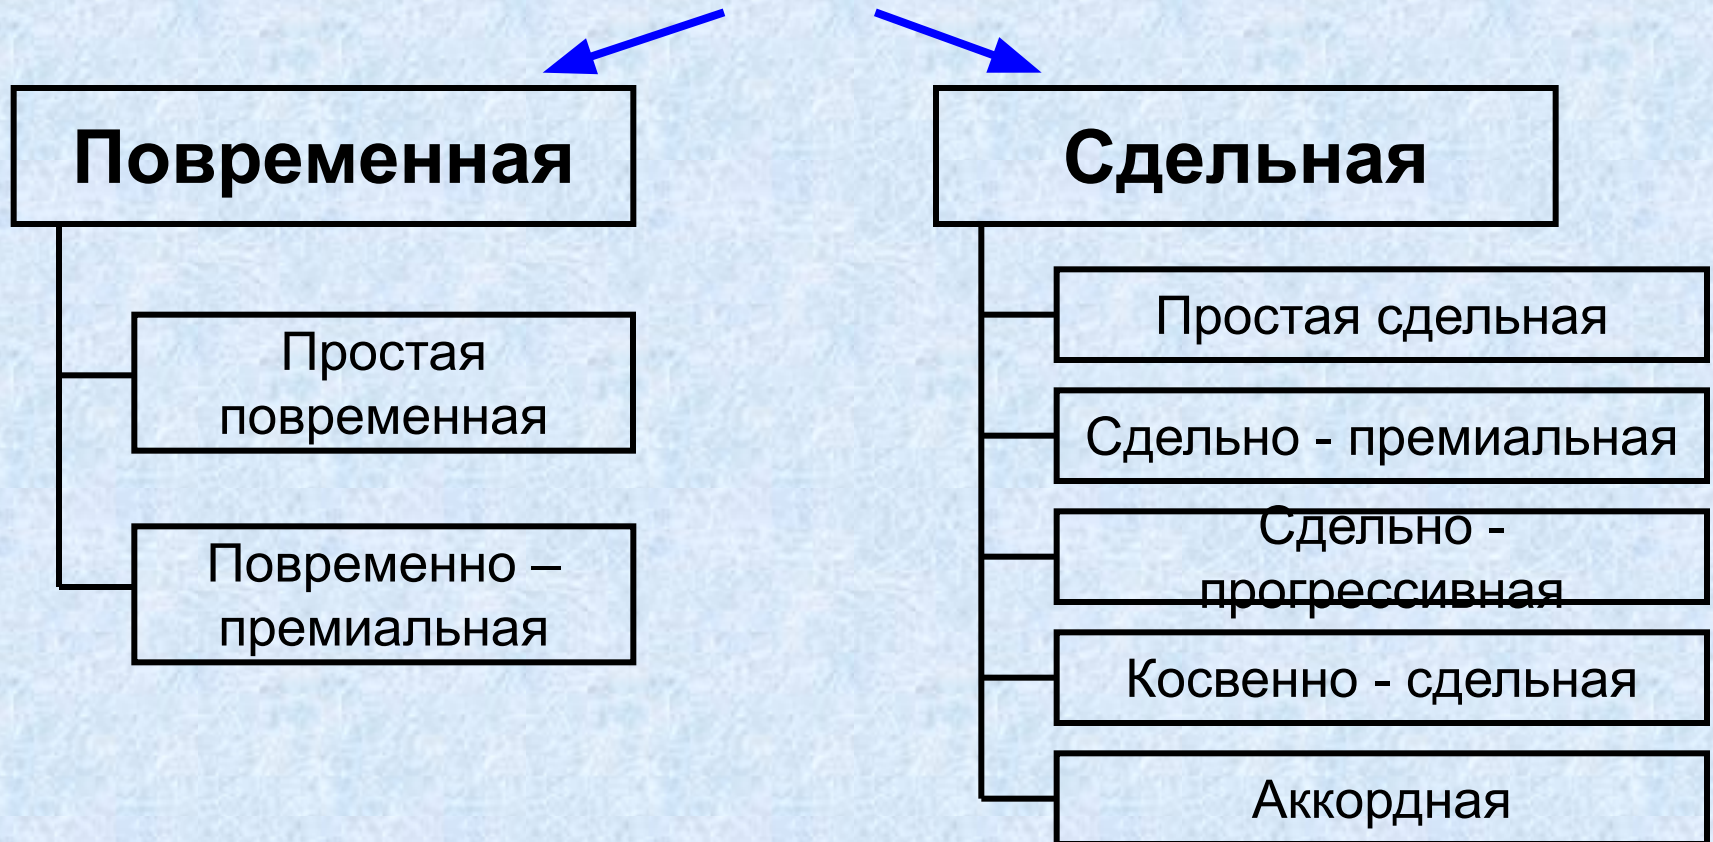 Повременная
Простая
повременная
Повременно –
премиальная
Сдельная
Простая сдельная
Сдельно - премиальная
Сдельно -
прогрессивная
Косвенно - сдельная
Аккордная